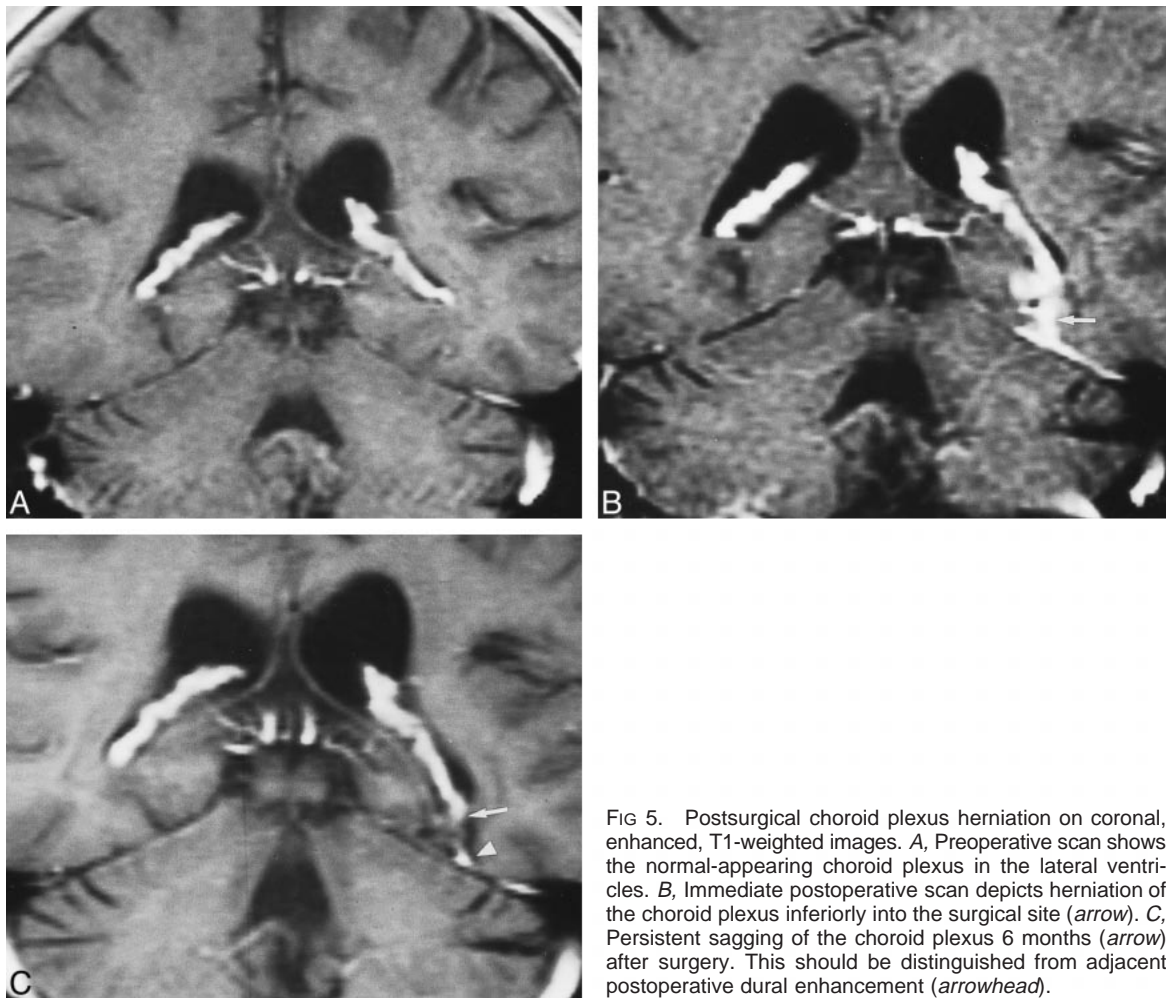 A
B
C
FIG 5. Postsurgical choroid plexus herniation on coronal,
enhanced, T1-weighted images. A, Preoperative scan shows
the normal-appearing choroid plexus in the lateral ventri-
cles. B, Immediate postoperative scan depicts herniation of
the choroid plexus inferiorly into the surgical site (arrow). C,
Persistent sagging of the choroid plexus 6 months (arrow)
after surgery. This should be distinguished from adjacent
postoperative dural enhancement (arrowhead).